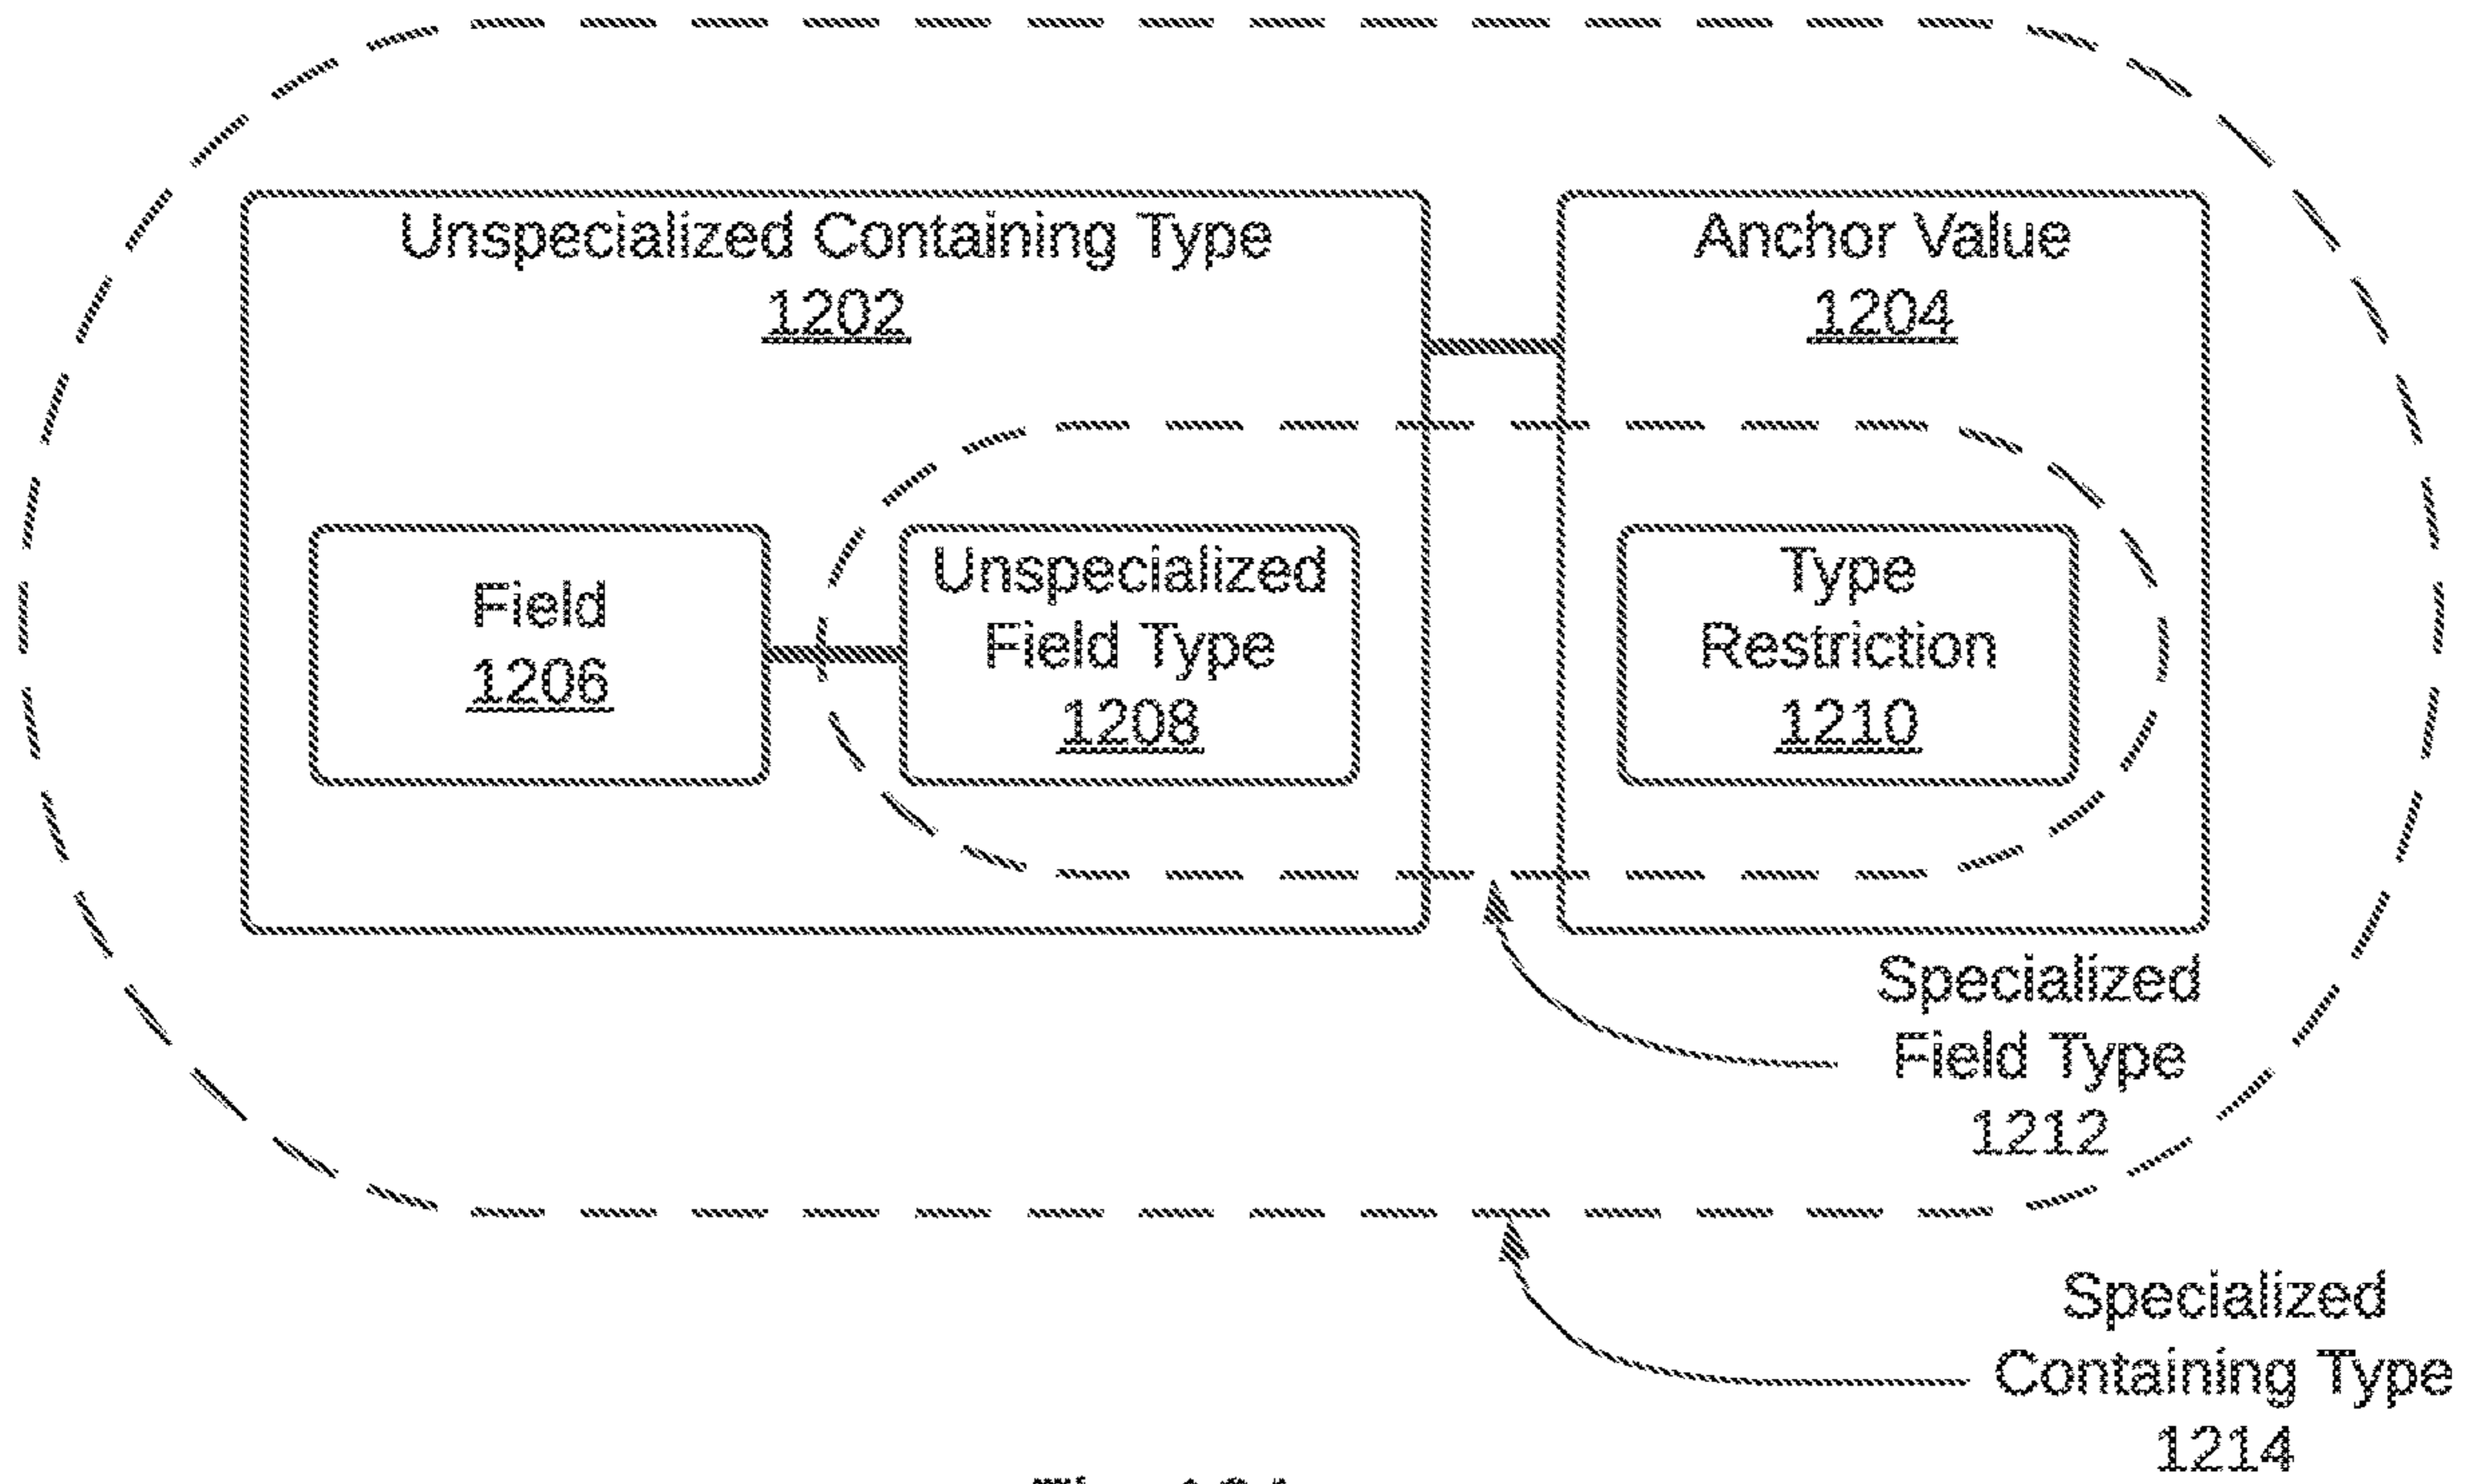 Unspecialized Containing Type
1202
Anchor Value
1204
Field
1206
Unspecialized
Field Type
1208
Type
Restriction
1210
Specialized
Field Type
1212
Specialized
Containing Type
1214